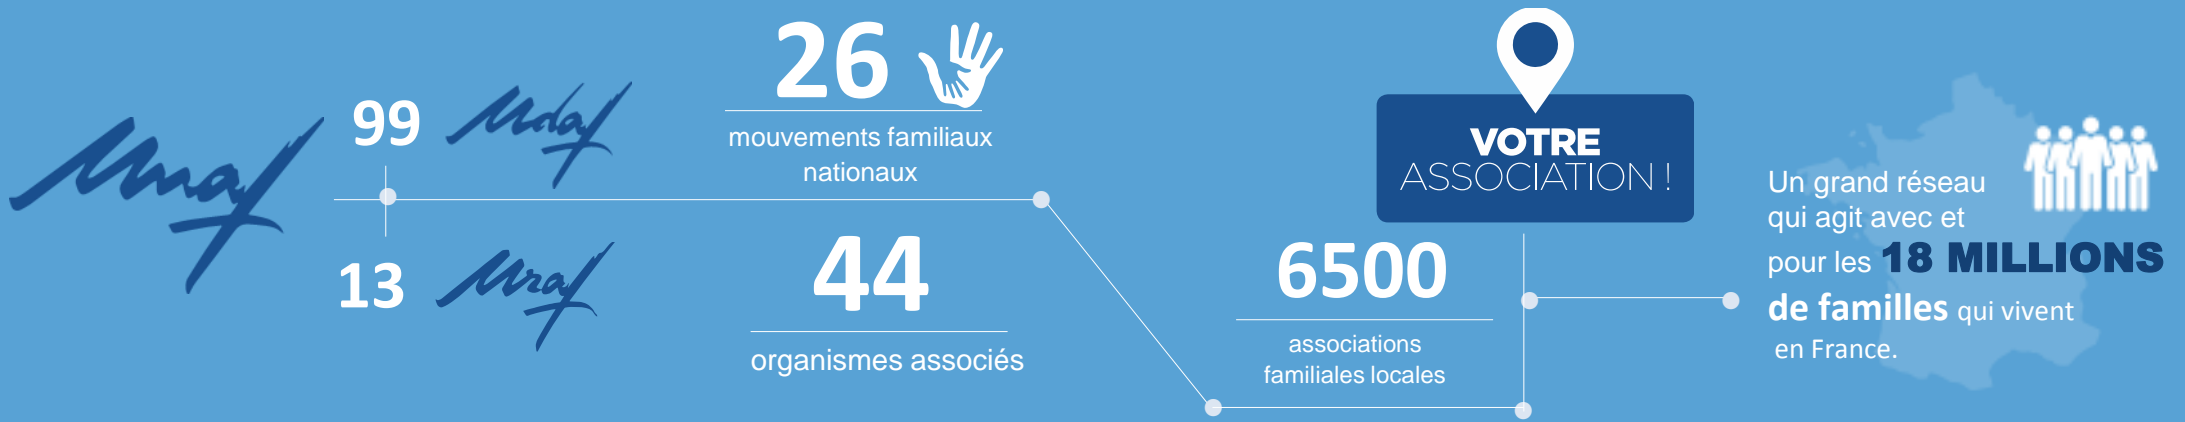 Unaf
99 Udaf
13 Uraf
26
mouvements familiaux
nationaux
44
organismes associés
6500
associations
familiales locales
VOTRE
ASSOCIATION !
Un grand réseau
qui agit avec et
pour les 18 MILLIONS
de familles qui vivent
en France.